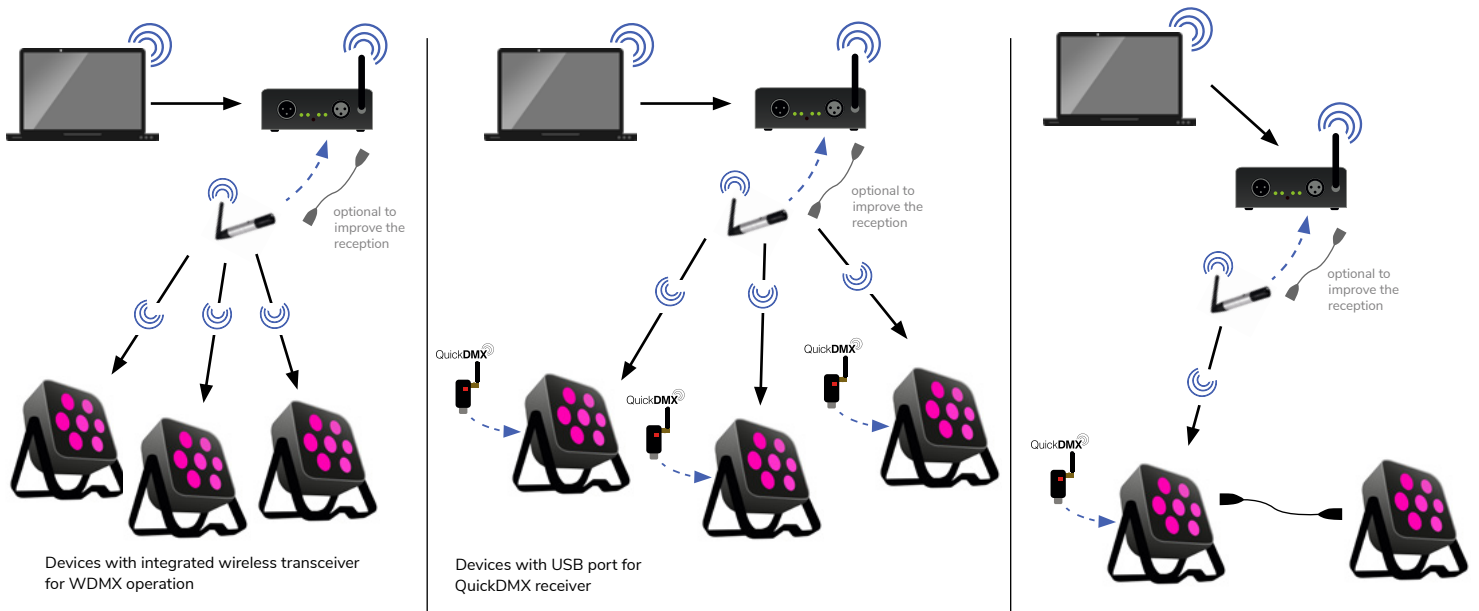 optional to
improve the
reception
Devices with integrated wireless transceiver
for WDMX operation
optional to
improve the
reception
QuickDMX
QuickDMX
QuickDMX
Devices with USB port for
QuickDMX receiver
optional to
improve the
reception
QuickDMX